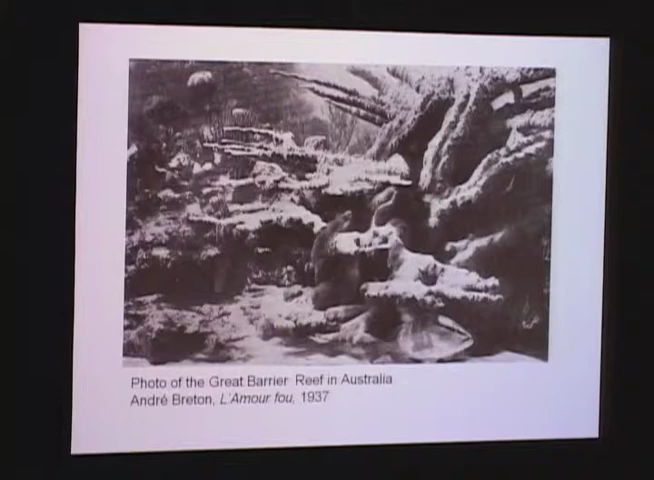 Photo of the Great Barrier Reef in Australia
André Breton, L'Amour fou, 1937